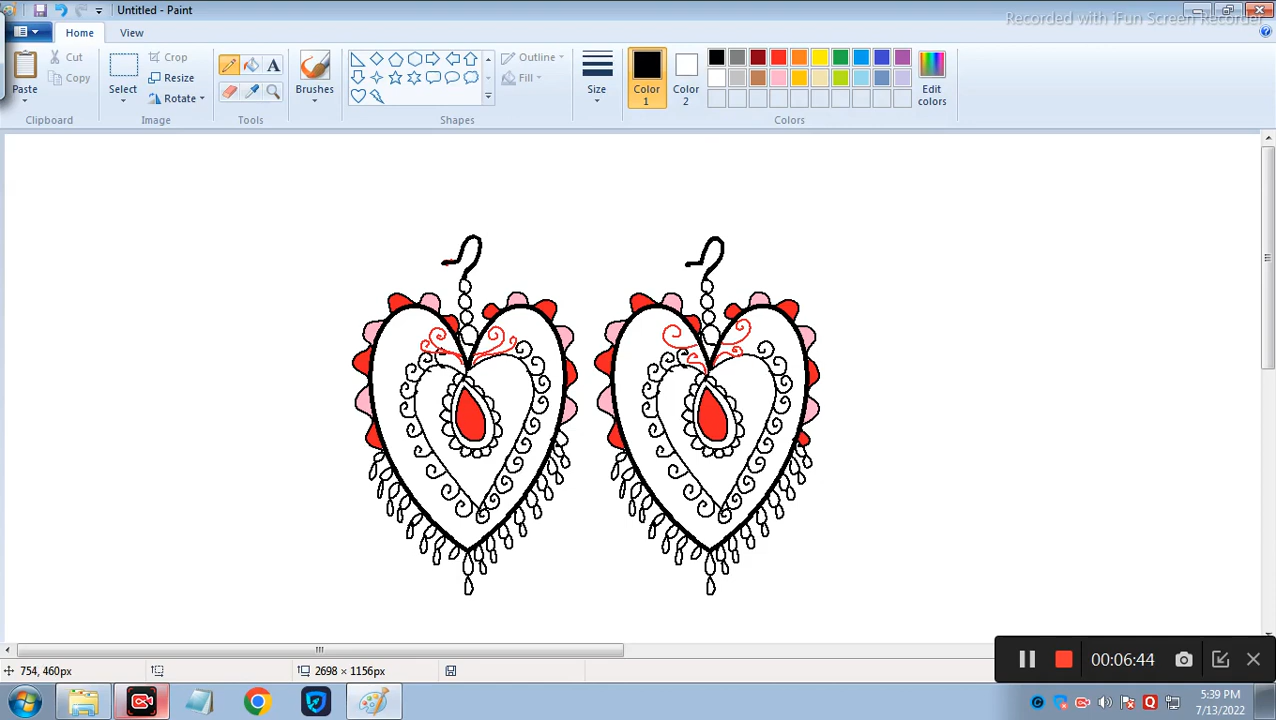 Untitled - Paint
Recorded with iFun Screen Recorder
Home
View
Paste
Cut
Copy
Clipboard
Select
Crop
Resize
Rotate
Image
A
Tools
Brushes
Outline
Fill
Shapes
Size
Color
1
Color
2
Edit
colors
Colors
754, 460px
2698 × 1156px
00:06:44
5:39 PM
7/13/2022